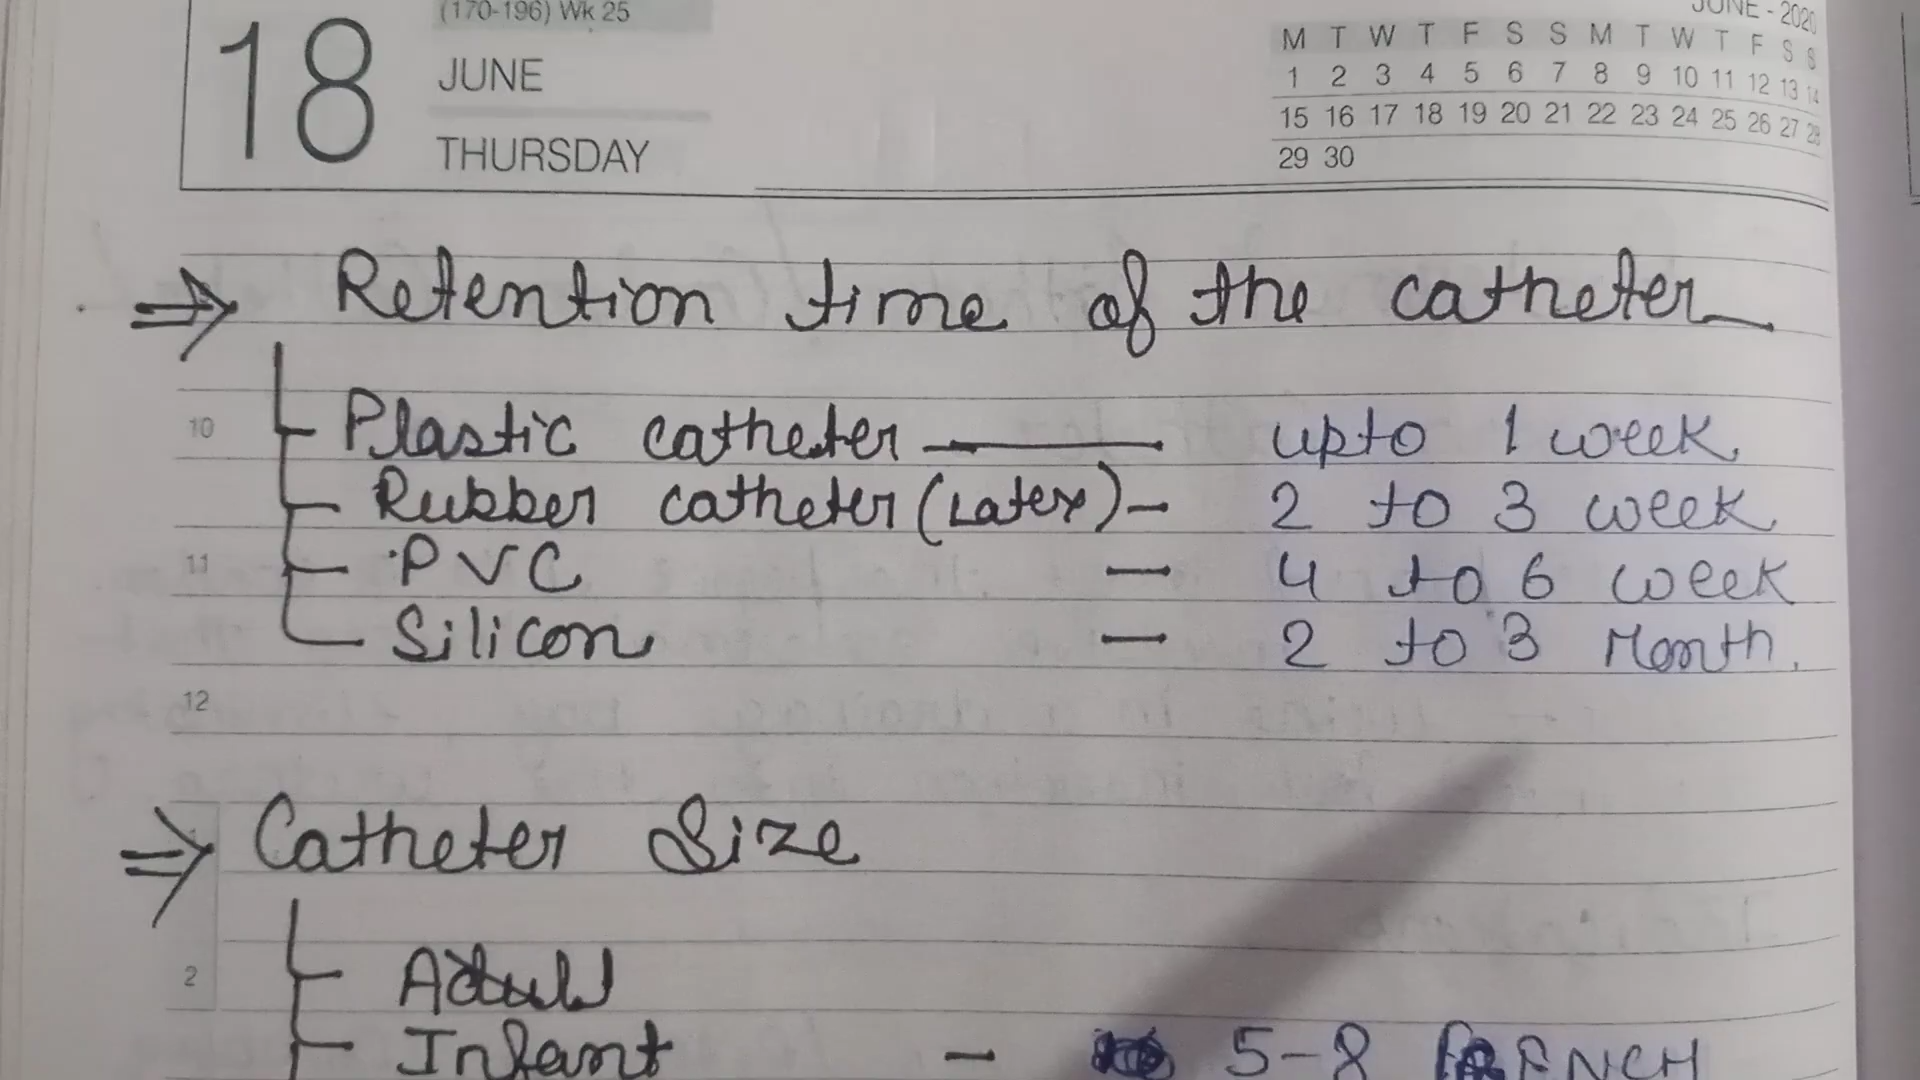 (170-196) Wk 25
18
JUNE
THURSDAY
JUNE - 2020
M T W T F S S M T W T F S S
1 2 3 4 5 6 7 8 9 10 11 12 13 14
15 16 17 18 19 20 21 22 23 24 25 26 27 28
29 30
⇒ Retention time of the catheter
10 Plastic catheter — upto 1 week
Rubber catheter (Latex) - 2 to 3 week
11 PVC - 4 to 6 week
Silicon - 2 to 3 Month.
12
⇒ Catheter Size
2 Adult
Infant - 5-8 FRENCH